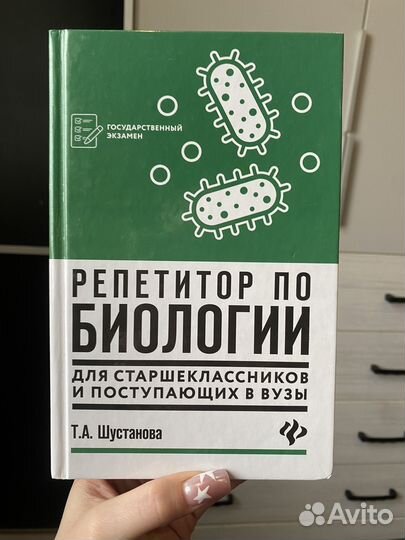 ГОСУДАРСТВЕННЫЙ
ЭКЗАМЕН
РЕПЕТИТОР ПО
БИОЛОГИИ
ДЛЯ СТАРШЕКЛАССНИКОВ
И ПОСТУПАЮЩИХ В ВУЗЫ
Т.А. Шустанова
Avito